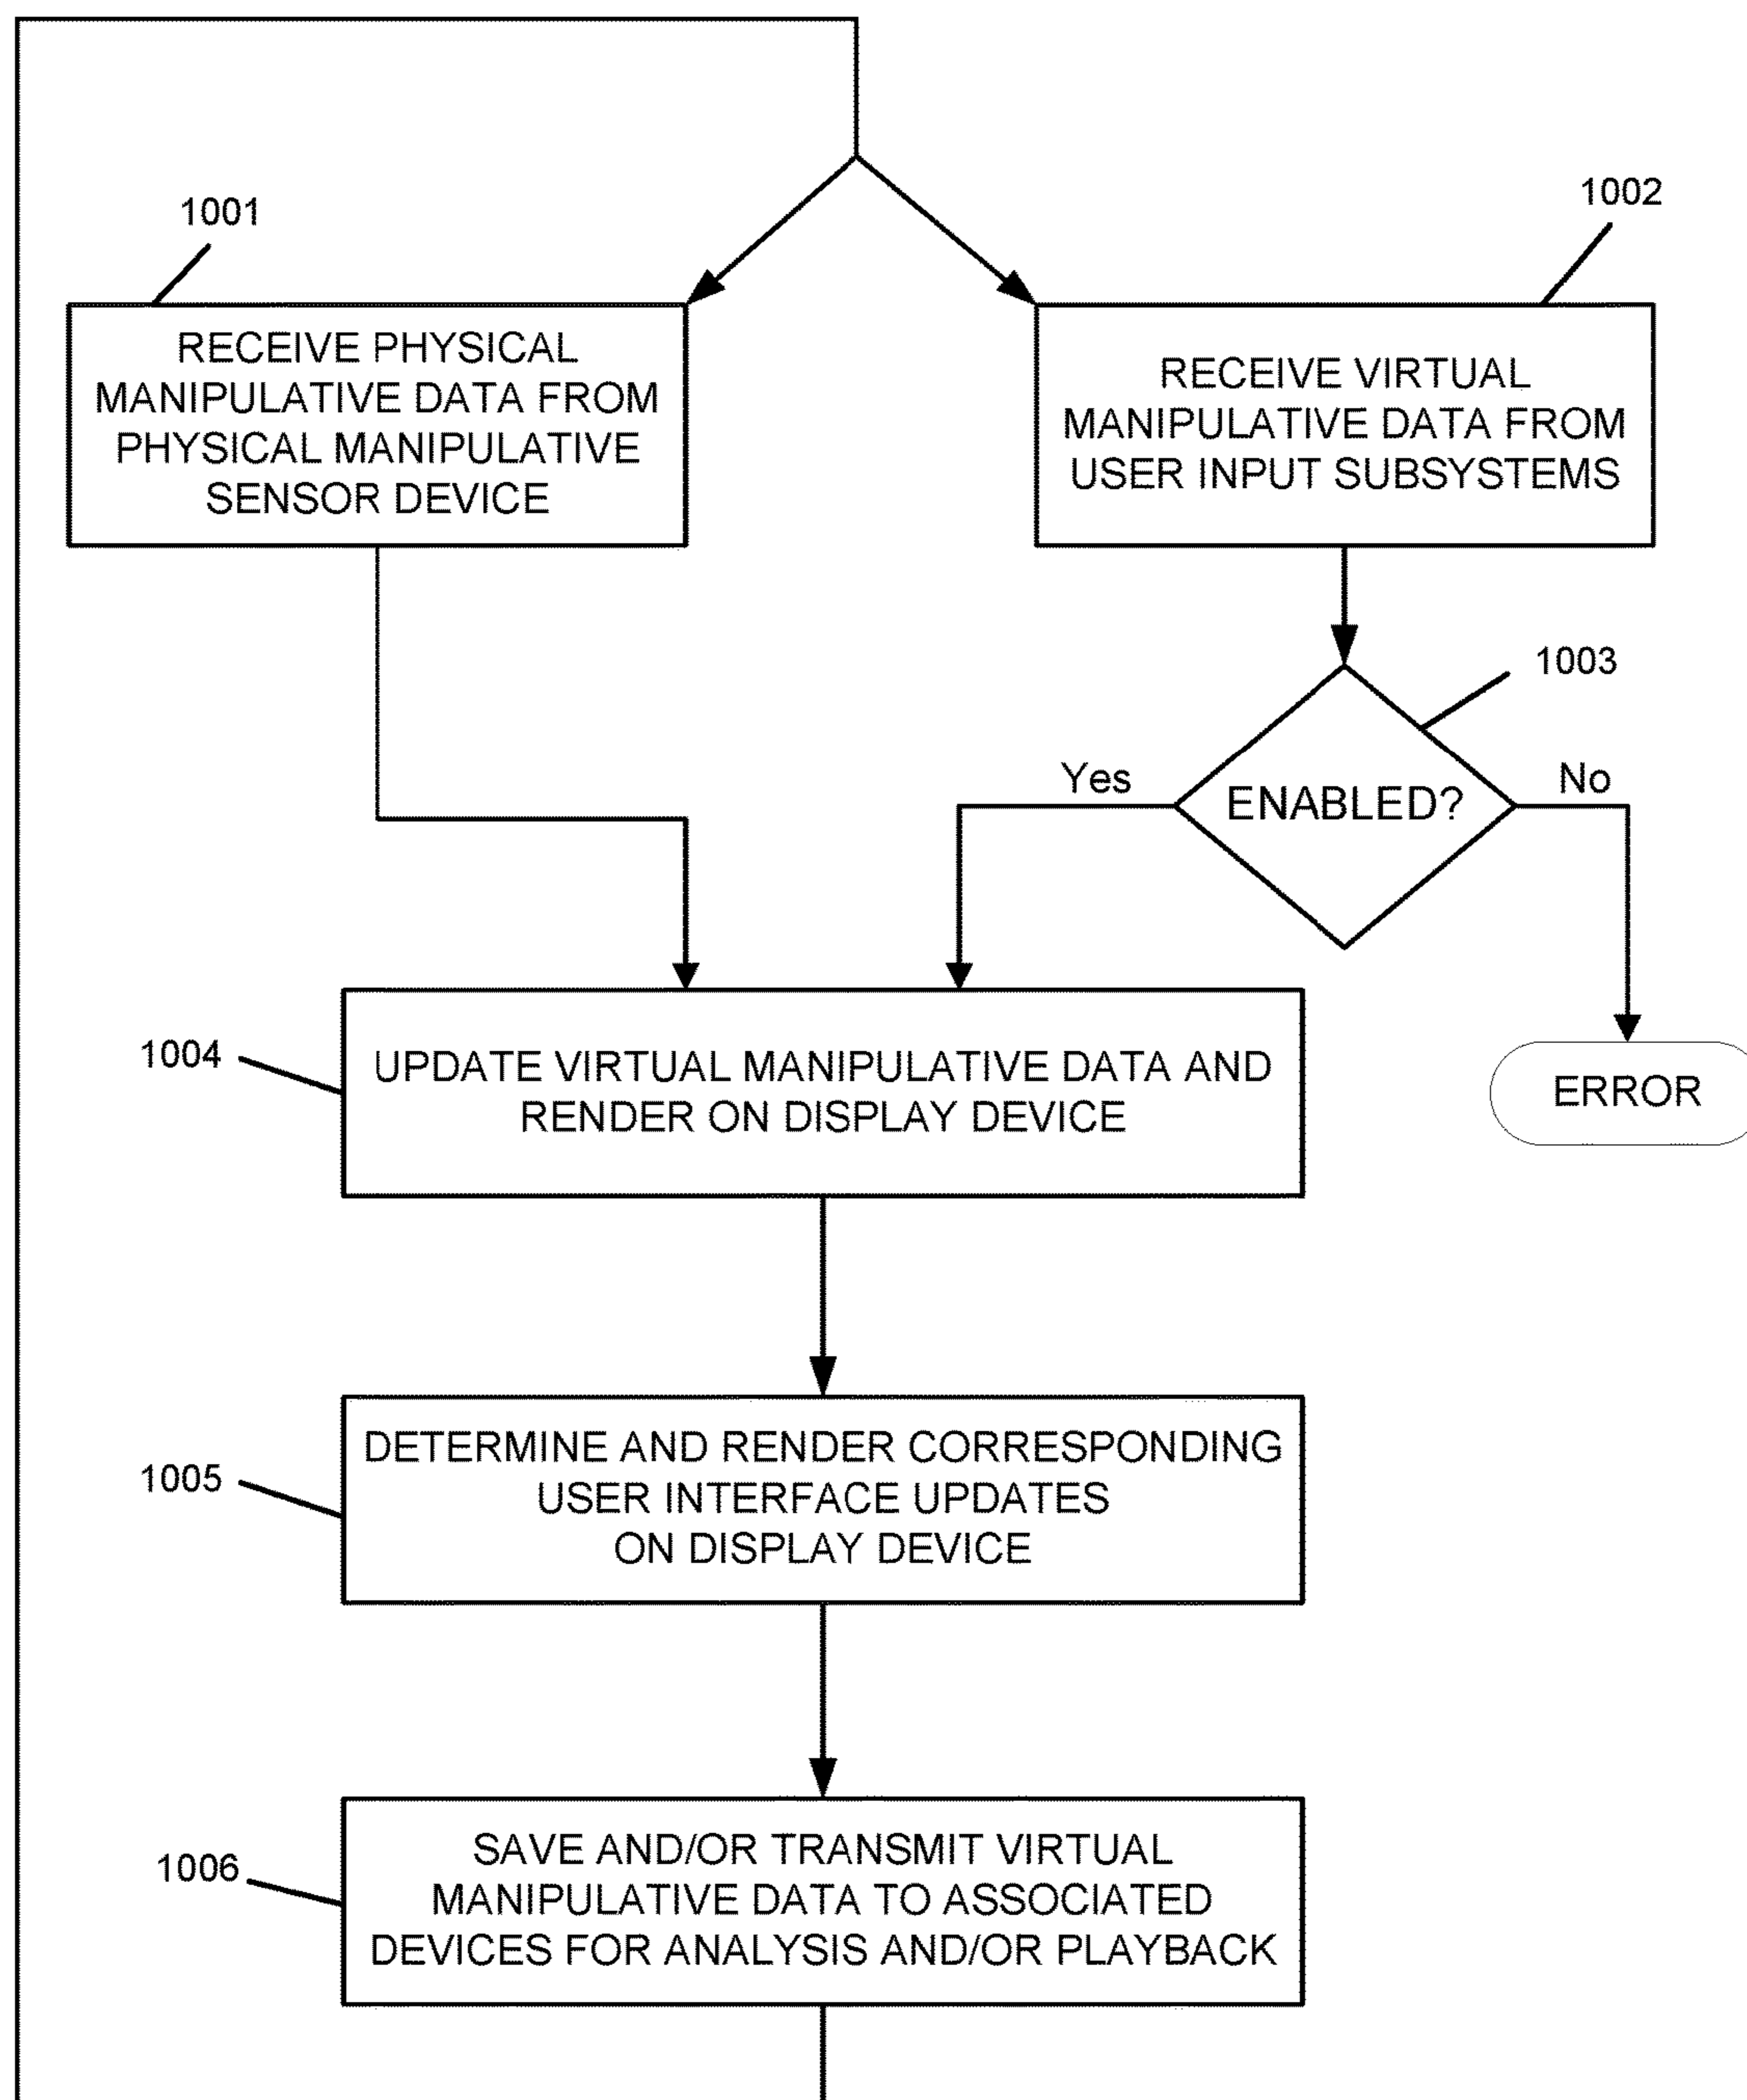 1001
1002
RECEIVE PHYSICAL
MANIPULATIVE DATA FROM
PHYSICAL MANIPULATIVE
SENSOR DEVICE
RECEIVE VIRTUAL
MANIPULATIVE DATA FROM
USER INPUT SUBSYSTEMS
1003
Yes
ENABLED?
No
1004
UPDATE VIRTUAL MANIPULATIVE DATA AND
RENDER ON DISPLAY DEVICE
ERROR
1005
DETERMINE AND RENDER CORRESPONDING
USER INTERFACE UPDATES
ON DISPLAY DEVICE
1006
SAVE AND/OR TRANSMIT VIRTUAL
MANIPULATIVE DATA TO ASSOCIATED
DEVICES FOR ANALYSIS AND/OR PLAYBACK